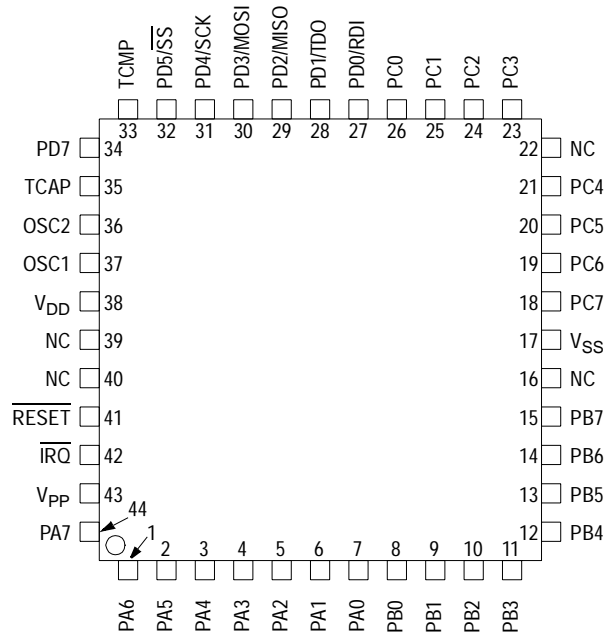 TCMP
PD5/SS
PD4/SCK
PD3/MOSI
PD2/MISO
PD1/TDO
PD0/RDI
PC0
PC1
PC2
PC3
33 32 31 30 29 28 27 26 25 24 23
PD7 34
TCAP 35
OSC2 36
OSC1 37
VDD 38
NC 39
NC 40
RESET 41
IRQ 42
VPP 43
PA7 44
22 NC
21 PC4
20 PC5
19 PC6
18 PC7
17 VSS
16 NC
15 PB7
14 PB6
13 PB5
12 PB4
1 2 3 4 5 6 7 8 9 10 11
PA6
PA5
PA4
PA3
PA2
PA1
PA0
PB0
PB1
PB2
PB3